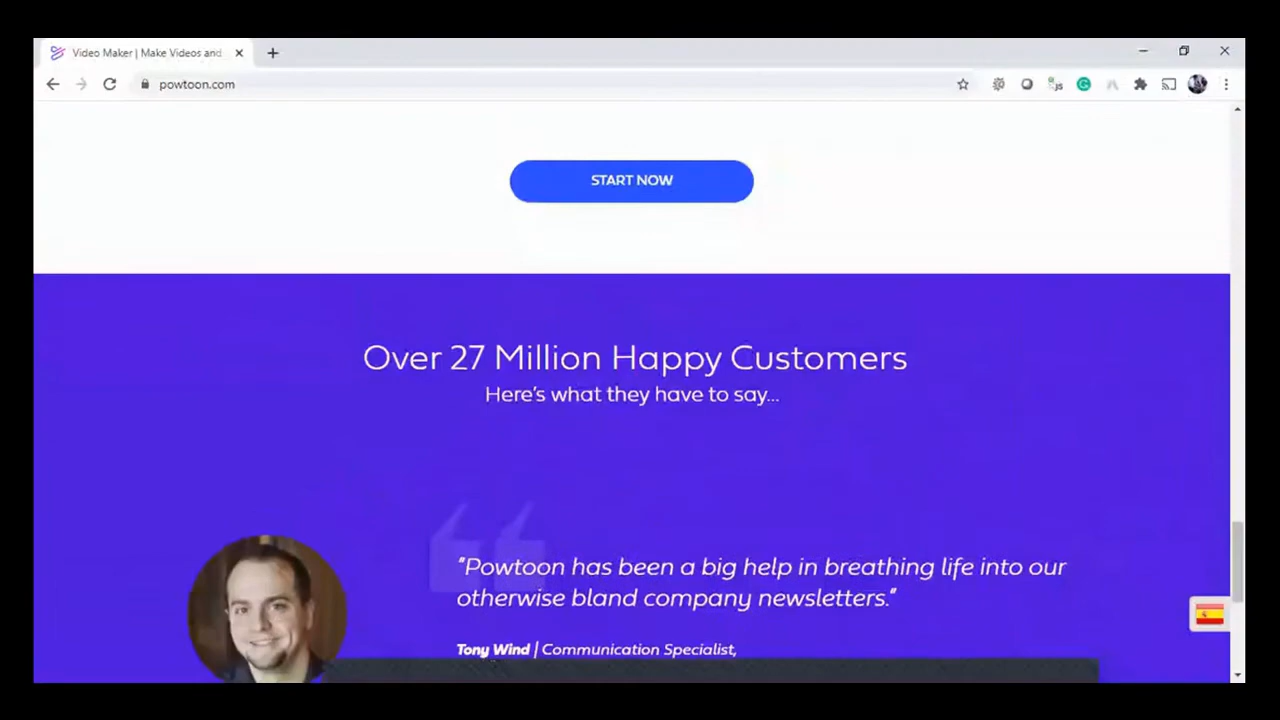 Video Maker | Make Videos and
powtoon.com
START NOW
Over 27 Million Happy Customers
Here's what they have to say...
"Powtoon has been a big help in breathing life into our
otherwise bland company newsletters."
Tony Wind | Communication Specialist,